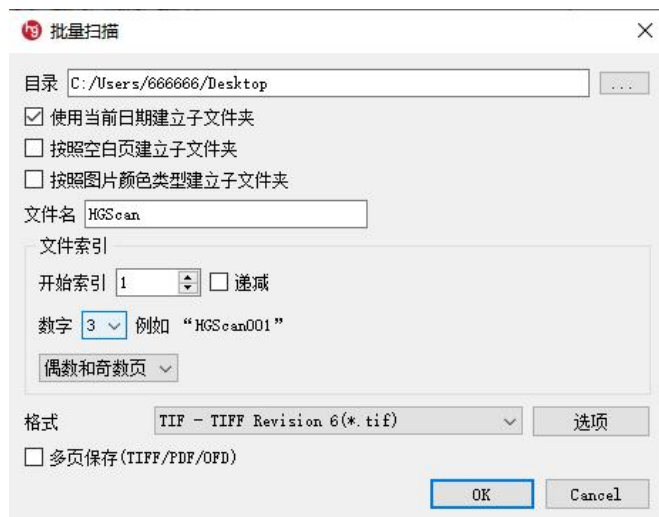 hg 批量扫描
目录 C:/Users/666666/Desktop ...
使用当前日期建立子文件夹
按照空白页建立子文件夹
按照图片颜色类型建立子文件夹
文件名 HGScan
文件索引
开始索引 1 递减
数字 3 例如 “HGScan001”
偶数和奇数页
格式 TIF - TIFF Revision 6(*.tif) 选项
多页保存(TIFF/PDF/OFD)
OK Cancel